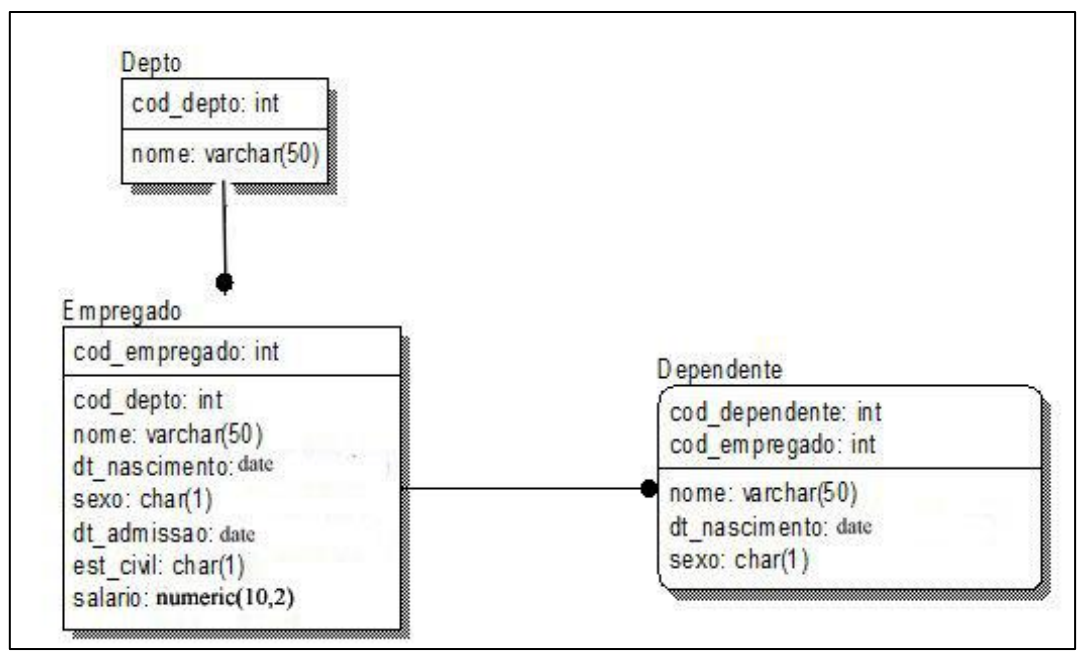 Depto
cod_depto: int
nome: varchar(50)
Empregado
cod_empregado: int
cod_depto: int
nome: varchar(50)
dt_nascimento: date
sexo: char(1)
dt_admissao: date
est_civil: char(1)
salario: numeric(10,2)
Dependente
cod_dependente: int
cod_empregado: int
nome: varchar(50)
dt_nascimento: date
sexo: char(1)